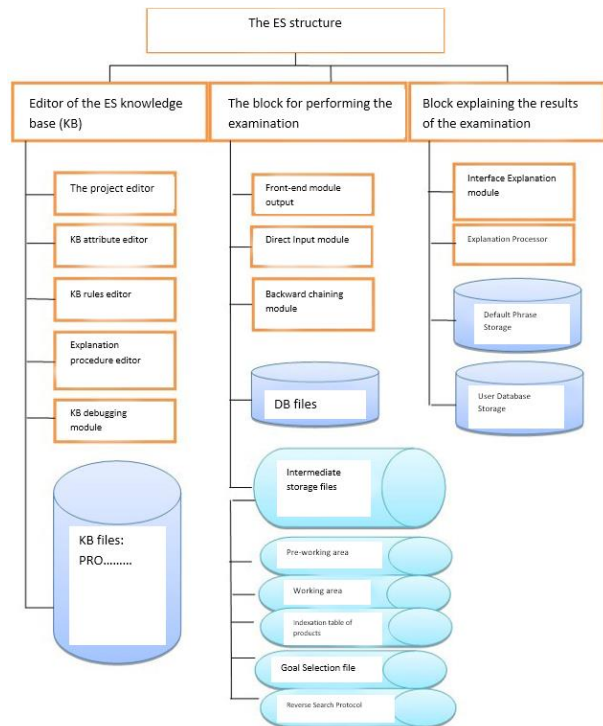 The ES structure
Editor of the ES knowledge
base (KB)
The project editor
KB attribute editor
KB rules editor
Explanation
procedure editor
KB debugging
module
KB files:
PRO.........
The block for performing the
examination
Front-end module
output
Direct Input module
Backward chaining
module
DB files
Intermediate
storage files
Pre-working area
Working area
Indexation table of
products
Goal Selection file
Reverse Search Protocol
Block explaining the results
of the examination
Interface Explanation
module
Explanation Processor
Default Phrase
Storage
User Database
Storage